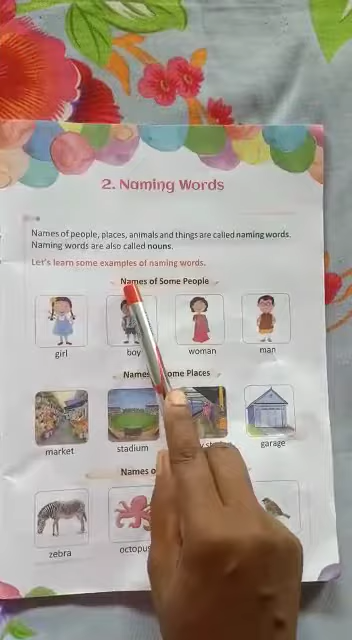 2. Naming Words
Names of people, places, animals and things are called naming words.
Naming words are also called nouns.
Let's learn some examples of naming words.
Names of Some People
girl boy woman man
Names ome Places
market stadium garage
Names o
zebra octopus